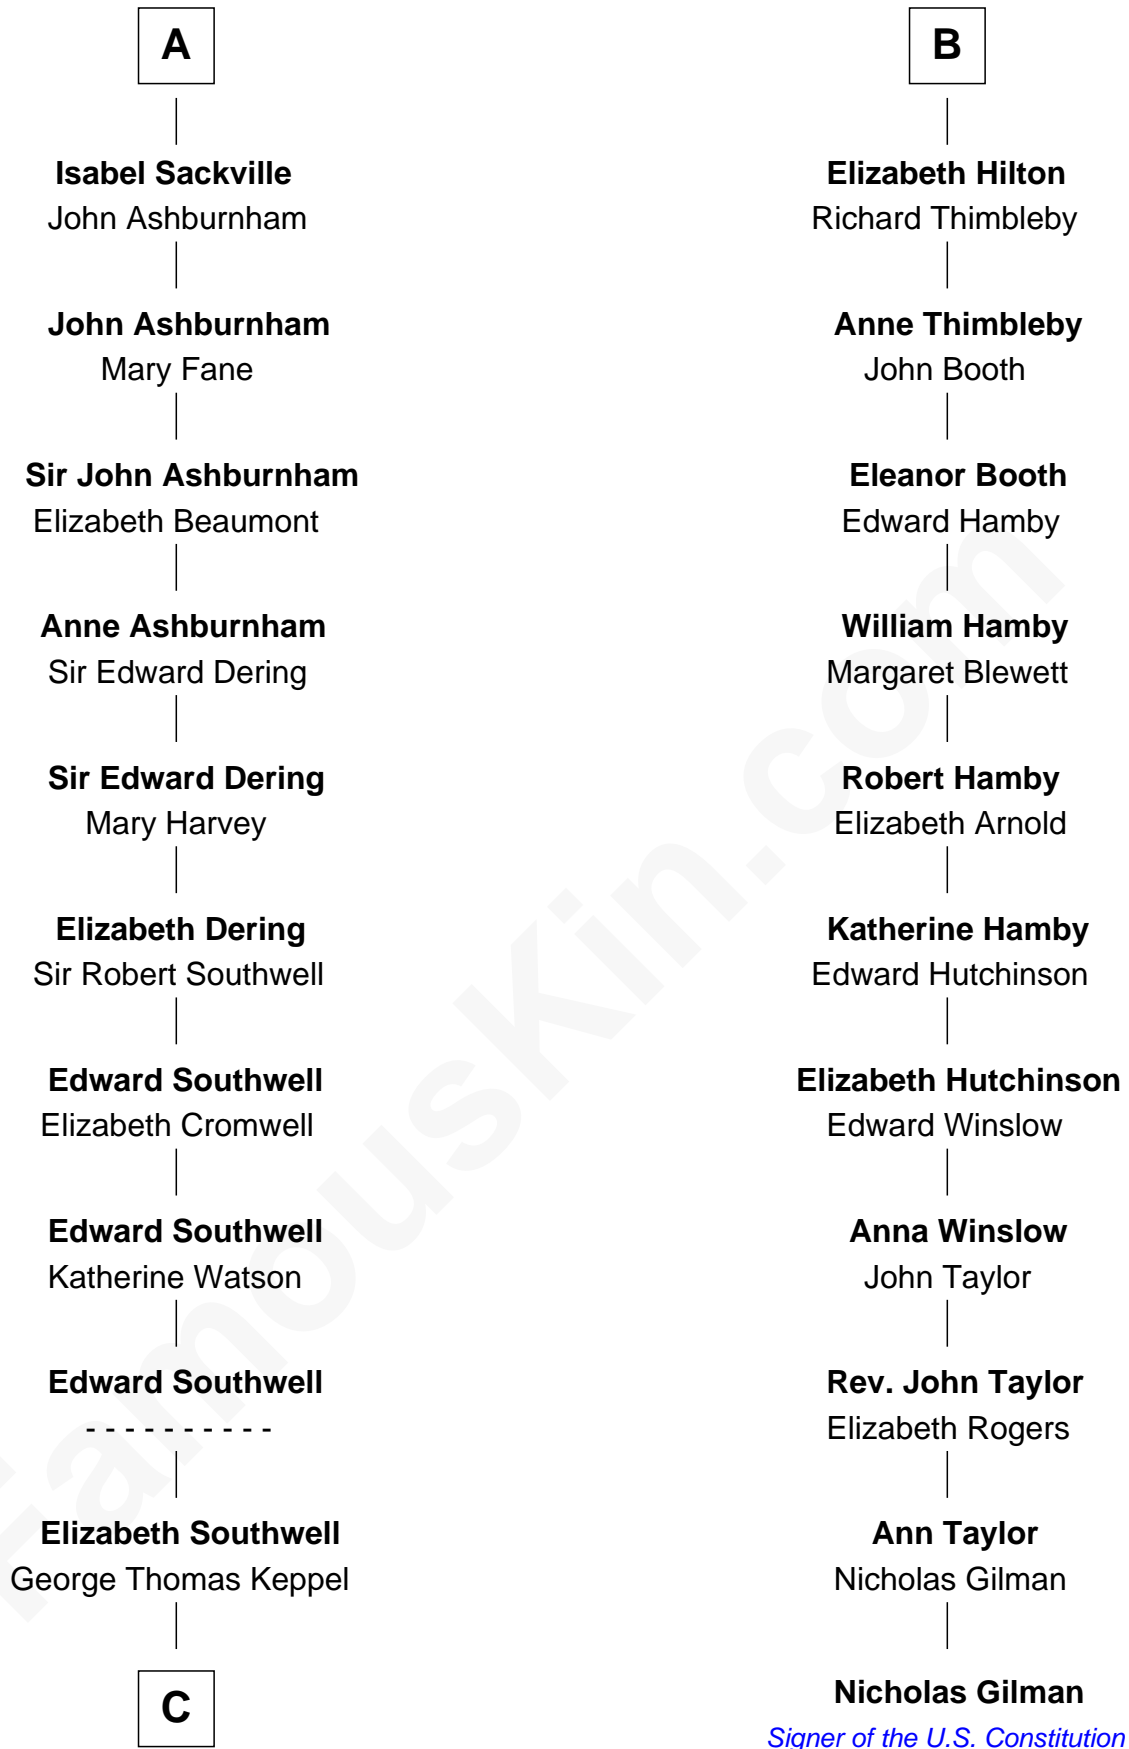 A
Isabel Sackville
John Ashburnham
John Ashburnham
Mary Fane
Sir John Ashburnham
Elizabeth Beaumont
Anne Ashburnham
Sir Edward Dering
Sir Edward Dering
Mary Harvey
Elizabeth Dering
Sir Robert Southwell
Edward Southwell
Elizabeth Cromwell
Edward Southwell
Katherine Watson
Edward Southwell
- - - - - - - - - -
Elizabeth Southwell
George Thomas Keppel
C
B
Elizabeth Hilton
Richard Thimbleby
Anne Thimbleby
John Booth
Eleanor Booth
Edward Hamby
William Hamby
Margaret Blewett
Robert Hamby
Elizabeth Arnold
Katherine Hamby
Edward Hutchinson
Elizabeth Hutchinson
Edward Winslow
Anna Winslow
John Taylor
Rev. John Taylor
Elizabeth Rogers
Ann Taylor
Nicholas Gilman
Nicholas Gilman
Signer of the U.S. Constitution
FamousKin.com